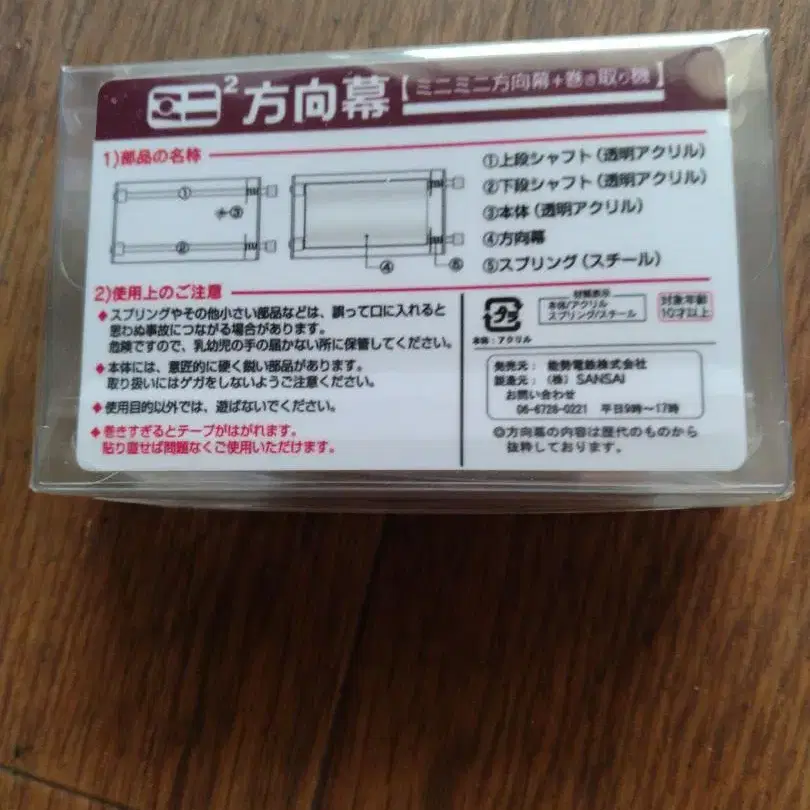 2 方向幕【ミニミニ方向幕+巻き取り機】
1)部品の名称
① ② ③ ④ ⑤
①上段シャフト(透明アクリル)
②下段シャフト(透明アクリル)
③本体(透明アクリル)
④方向幕
⑤スプリング(スチール)
2)使用上のご注意
◆スプリングやその他小さい部品などは、誤って口に入れると
思わぬ事故につながる場合があります。
危険ですので、乳幼児の手の届かない所に保管してください。
◆本体には、意匠的に硬く鋭い部品があります。
取り扱いにはケガをしないようご注意ください。
◆使用目的以外では、遊ばないでください。
◆巻きすぎるとテープがはがれます。
貼り直せば問題なくご使用いただけます。
プラ
本体:アクリル
材質表示
本体/アクリル
スプリング/スチール
対象年齢
10才以上
発売元: 能勢電鉄株式会社
製造元: (株) SANSAI
お問い合わせ
06-6728-0221 平日9時〜17時
◎方向幕の内容は歴代のものから
抜粋しております。